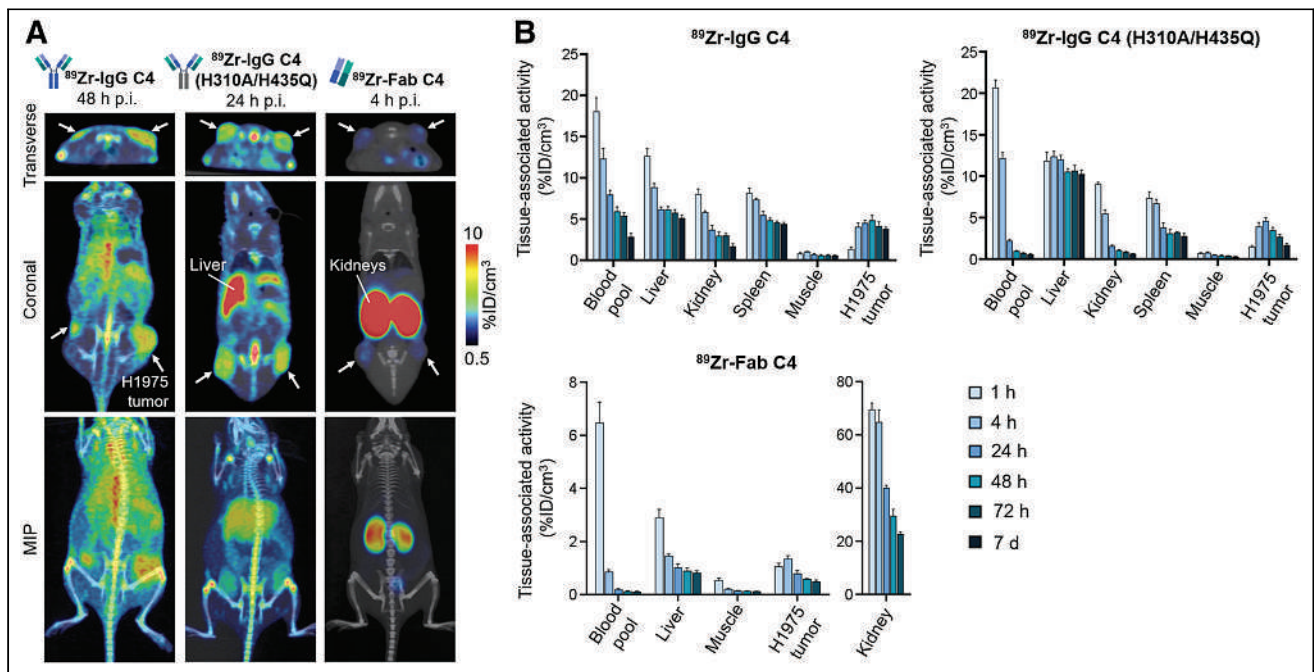 A
⁸⁹Zr-IgG C4
48 h p.i.
⁸⁹Zr-IgG C4
(H310A/H435Q)
24 h p.i.
⁸⁹Zr-Fab C4
4 h p.i.
Transverse
Coronal
MIP
Liver
Kidneys
H1975
tumor
10
%ID/cm³
0.5
B
⁸⁹Zr-IgG C4
Tissue-associated activity
(%ID/cm³)
25
20
15
10
5
0
Blood
pool
Liver
Kidney
Spleen
Muscle
H1975
tumor
⁸⁹Zr-IgG C4 (H310A/H435Q)
Tissue-associated activity
(%ID/cm³)
25
20
15
10
5
0
Blood
pool
Liver
Kidney
Spleen
Muscle
H1975
tumor
⁸⁹Zr-Fab C4
Tissue-associated activity
(%ID/cm³)
8
6
4
2
0
Blood
pool
Liver
Muscle
H1975
tumor
80
60
40
20
0
Kidney
1 h
4 h
24 h
48 h
72 h
7 d